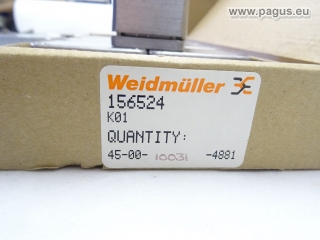 © www.pagus.eu
Weidmüller
156524
K01
QUANTITY:
45-00- 10031 -4881